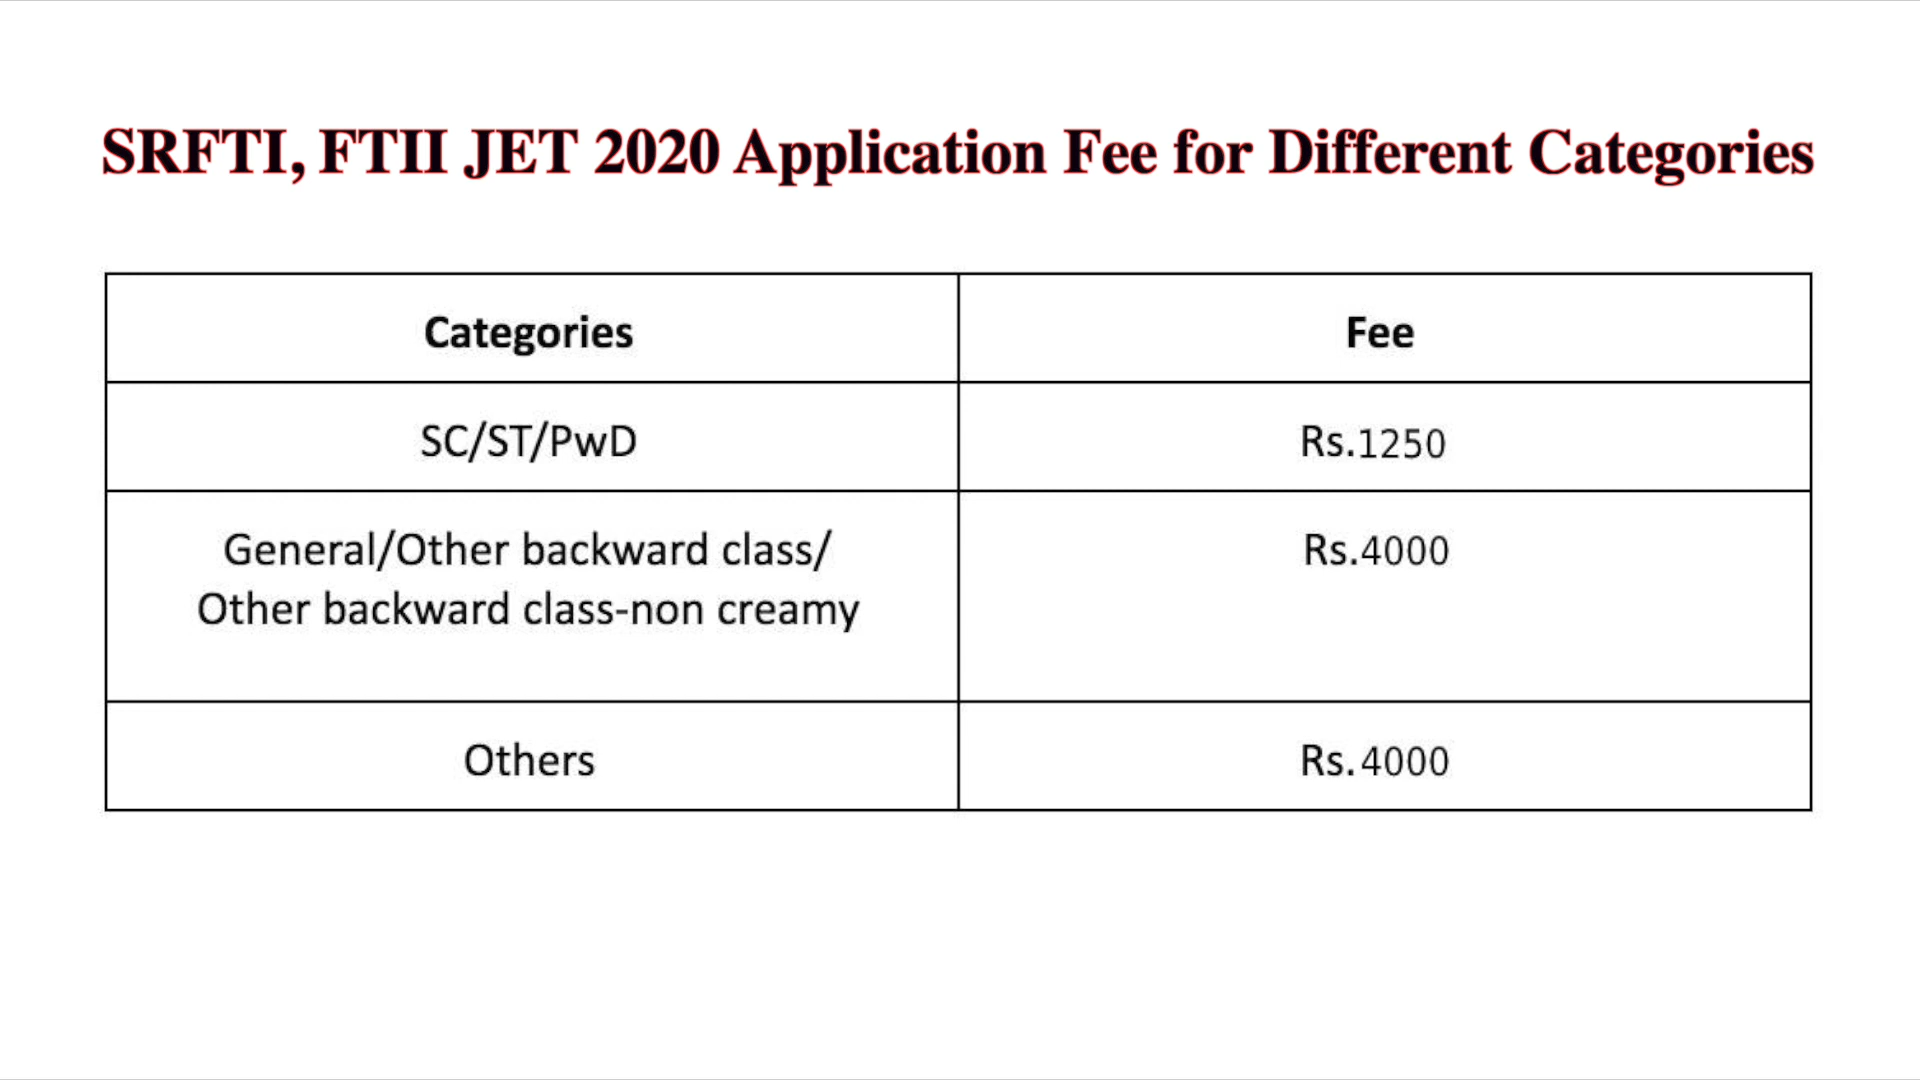 SRFTI, FTII JET 2020 Application Fee for Different Categories
Categories
Fee
SC/ST/PwD
Rs.1250
General/Other backward class/
Other backward class-non creamy
Rs.4000
Others
Rs.4000